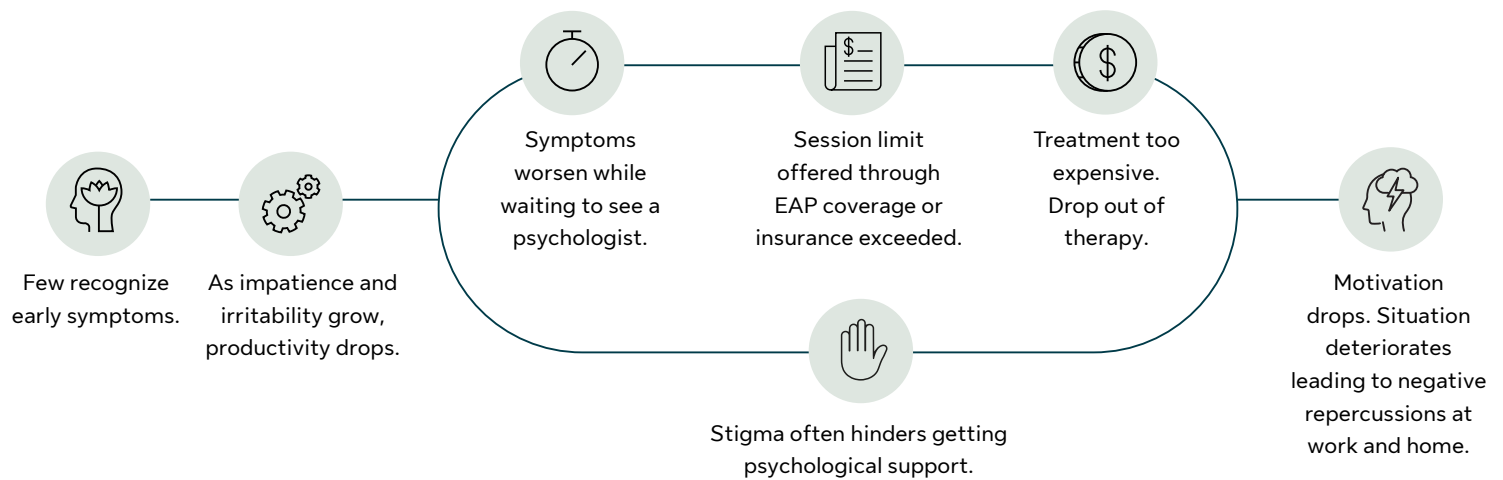 Few recognize
early symptoms.
As impatience and
irritability grow,
productivity drops.
Symptoms
worsen while
waiting to see a
psychologist.
$
Session limit
offered through
EAP coverage or
insurance exceeded.
$
Treatment too
expensive.
Drop out of
therapy.
Stigma often hinders getting
psychological support.
Motivation
drops. Situation
deteriorates
leading to negative
repercussions at
work and home.